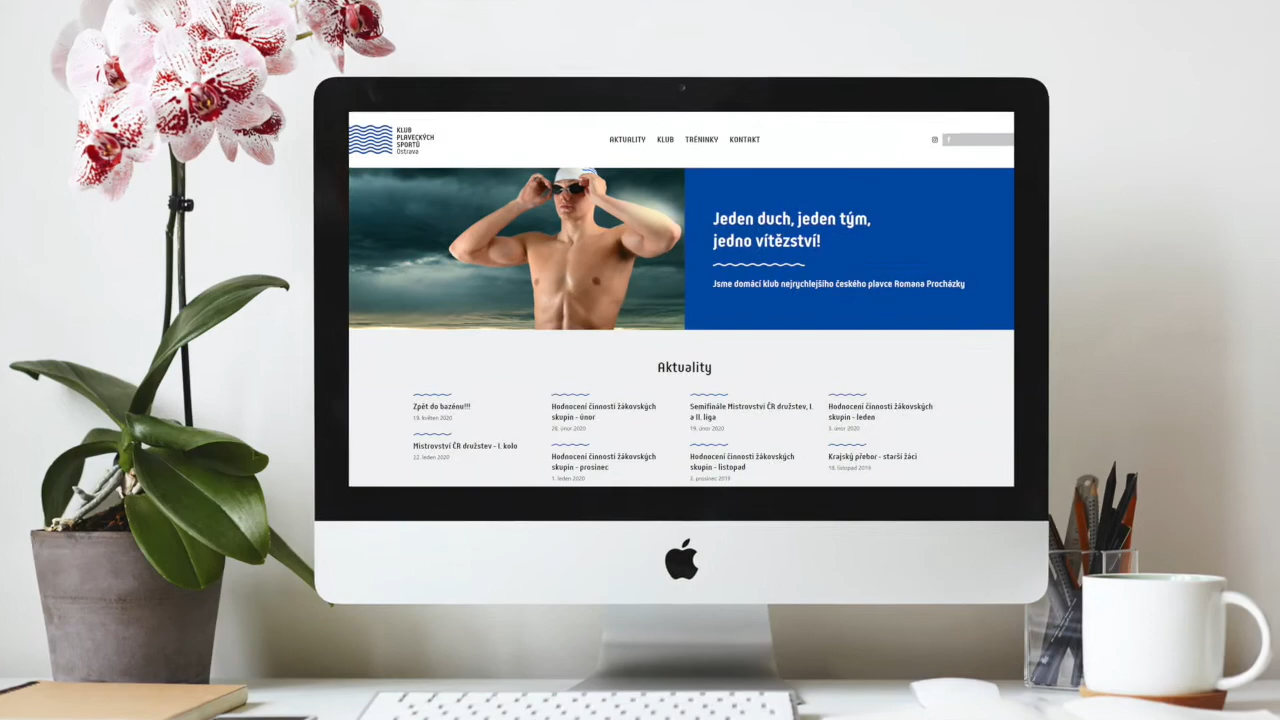 KLUB
PLAVECKÝCH
SPORTŮ
Ostrava
AKTUALITY KLUB TRÉNINKY KONTAKT
Jeden duch, jeden tým,
jedno vítězství!
Jsme domácí klub nejrychlejšího českého plavce Romana Procházky
Aktuality
Zpět do bazénu!!!
19. květen 2020
Mistrovství ČR družstev - I. kolo
22. leden 2020
Hodnocení činnosti žákovských
skupin - únor
26. únor 2020
Hodnocení činnosti žákovských
skupin - prosinec
1. leden 2020
Semifinále Mistrovství ČR družstev, I.
a II. liga
19. únor 2020
Hodnocení činnosti žákovských
skupin - listopad
2. prosinec 2019
Hodnocení činnosti žákovských
skupin - leden
3. únor 2020
Krajský přebor - starší žáci
18. listopad 2019